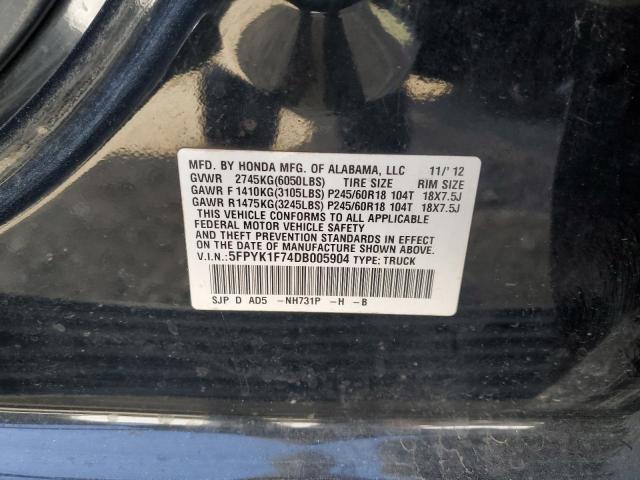 MFD. BY HONDA MFG. OF ALABAMA, LLC 11/'12
GVWR 2745KG(6050LBS) TIRE SIZE RIM SIZE
GAWR F 1410KG(3105LBS) P245/60R18 104T 18X7.5J
GAWR R1475KG(3245LBS) P245/60R18 104T 18X7.5J
THIS VEHICLE CONFORMS TO ALL APPLICABLE
FEDERAL MOTOR VEHICLE SAFETY
AND THEFT PREVENTION STANDARDS IN EFFECT
ON THE DATE OF MANUFACTURE SHOWN ABOVE.
V.I.N.:5FPYK1F74DB005904 TYPE: TRUCK
SJP D AD5 -NH731P -H -B